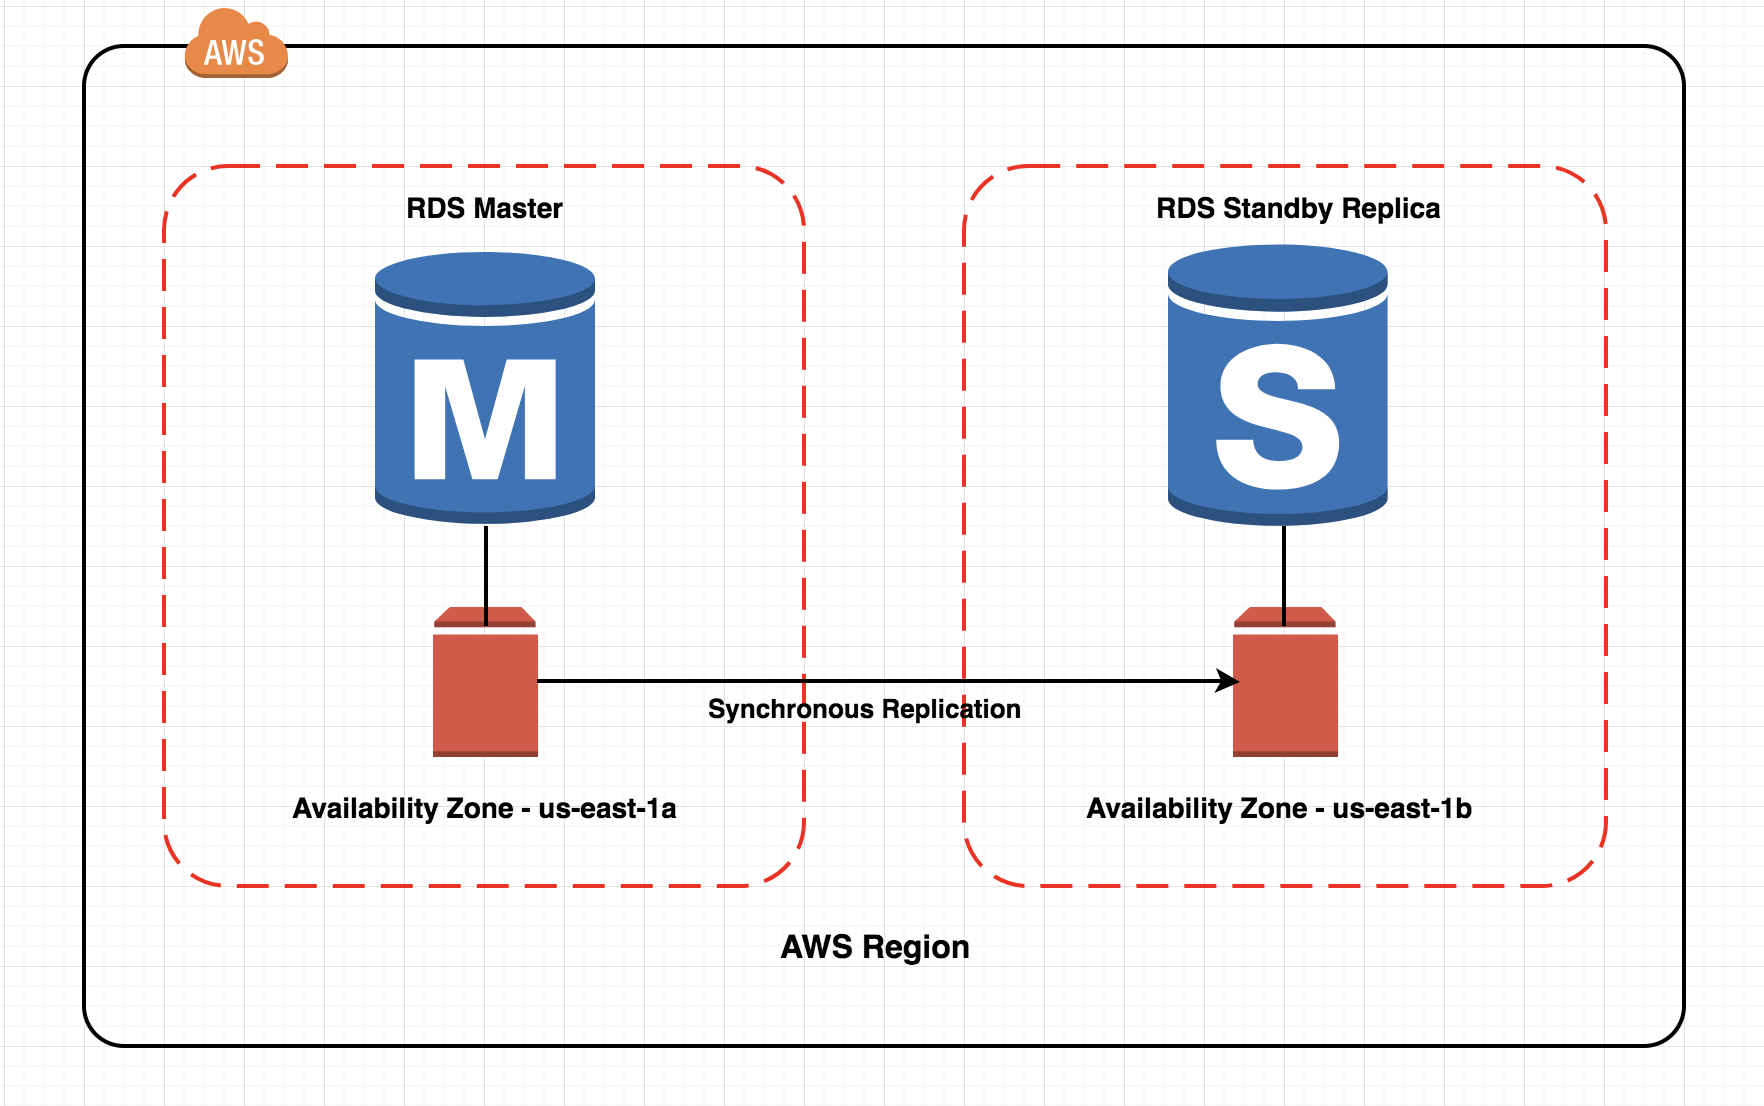 AWS
RDS Master
RDS Standby Replica
M
S
Synchronous Replication
Availability Zone - us-east-1a
Availability Zone - us-east-1b
AWS Region